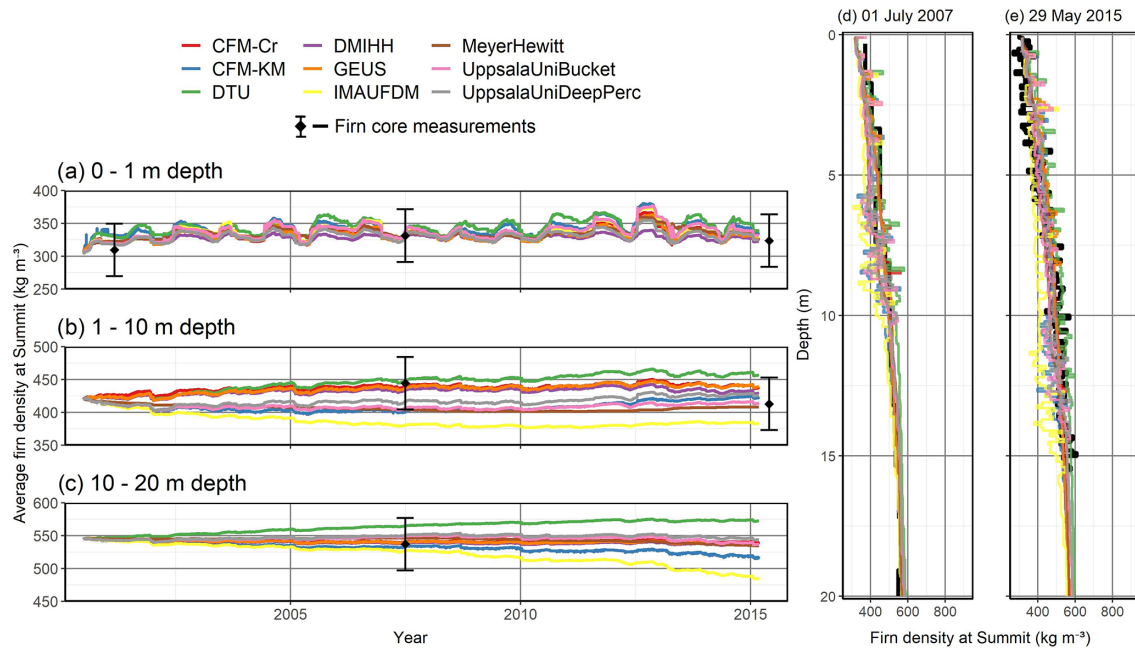 (d) 01 July 2007
(e) 29 May 2015
CFM-Cr DMIHH MeyerHewitt
CFM-KM GEUS UppsalaUniBucket
DTU IMAUFDM UppsalaUniDeepPerc
Firn core measurements
(a) 0 - 1 m depth
400
350
300
250
(b) 1 - 10 m depth
500
450
400
350
(c) 10 - 20 m depth
600
550
500
450
2005 2010 2015
Year
Average firn density at Summit (kg m⁻³)
0
5
10
15
20
Depth (m)
400 600 800 400 600 800
Firn density at Summit (kg m⁻³)